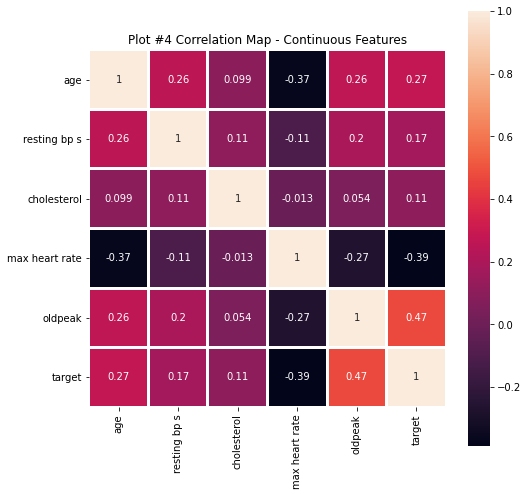 Plot #4 Correlation Map - Continuous Features
1.0
age 1 0.26 0.099 -0.37 0.26 0.27
0.8
resting bp s 0.26 1 0.11 -0.11 0.2 0.17
0.6
cholesterol 0.099 0.11 1 -0.013 0.054 0.11
0.4
0.2
max heart rate -0.37 -0.11 -0.013 1 -0.27 -0.39
0.0
oldpeak 0.26 0.2 0.054 -0.27 1 0.47
target 0.27 0.17 0.11 -0.39 0.47 1
-0.2
age
resting bp s
cholesterol
max heart rate
oldpeak
target